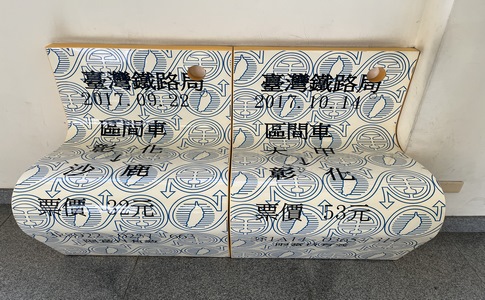 臺灣鐵路局
2017.09.22
區間車
彰化
沙鹿
票價 32元
臺灣鐵路局
2017.10.14
區間車
大甲
彰化
票價 53元